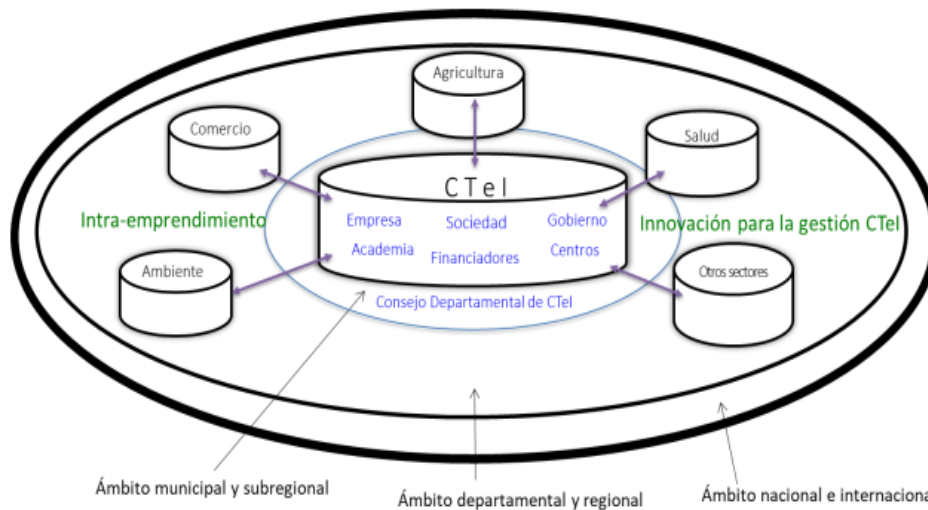 Agricultura
Comercio
Salud
CTeI
Intra-emprendimiento
Empresa
Sociedad
Gobierno
Innovación para la gestión CTeI
Academia
Financiadores
Centros
Ambiente
Otros sectores
Consejo Departamental de CTeI
Ámbito municipal y subregional
Ámbito departamental y regional
Ámbito nacional e internaciona